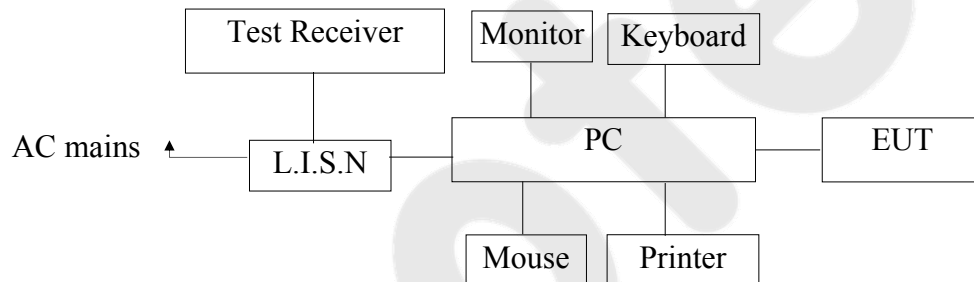 Test Receiver
Monitor
Keyboard
AC mains
L.I.S.N
PC
EUT
Mouse
Printer